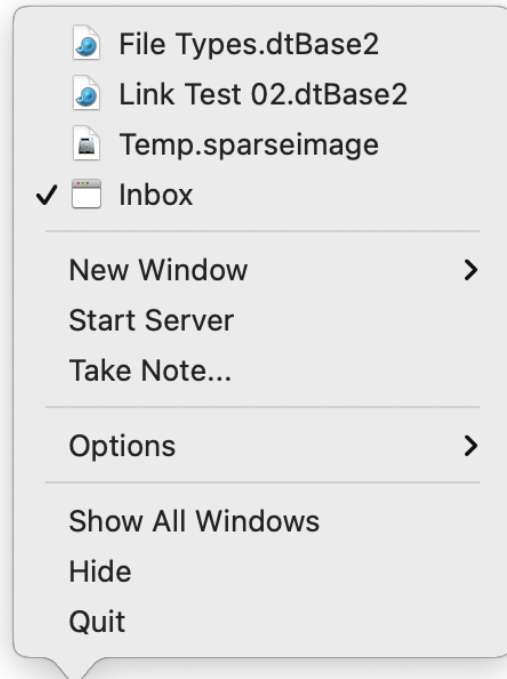 File Types.dtBase2
Link Test 02.dtBase2
Temp.sparseimage
Inbox
New Window
Start Server
Take Note...
Options
Show All Windows
Hide
Quit